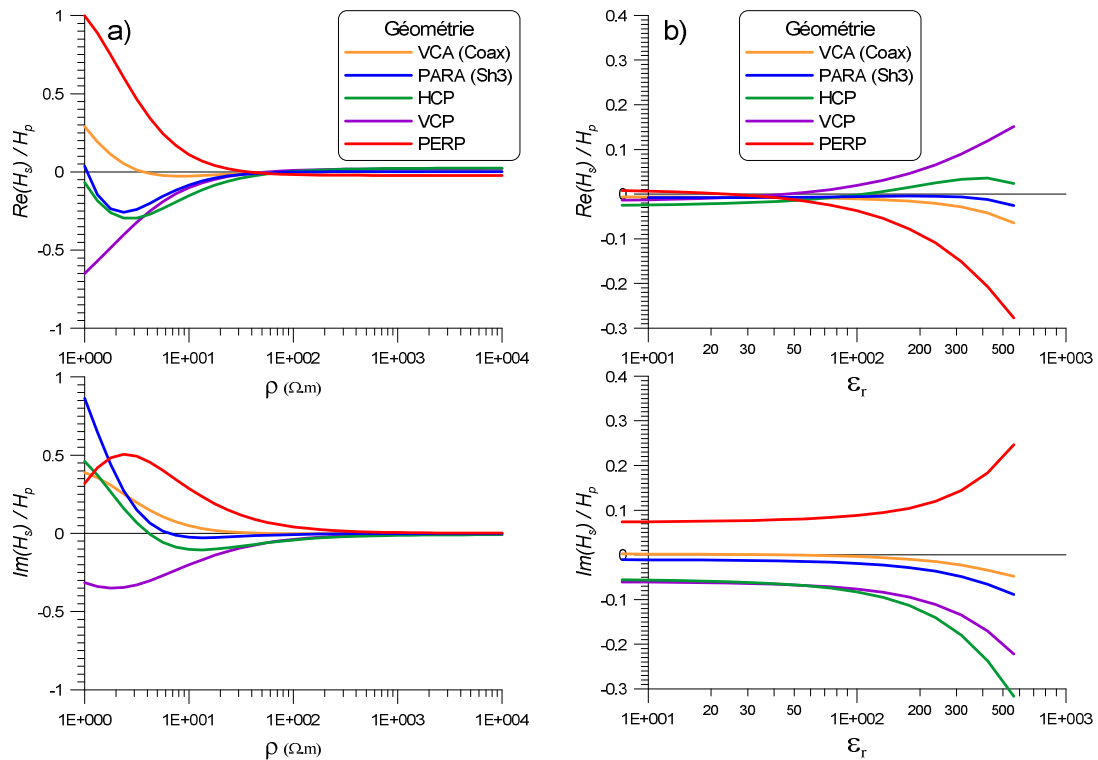 a)
Géométrie
VCA (Coax)
PARA (Sh3)
HCP
VCP
PERP
Re(Hs) / Hp
1
0.5
0
-0.5
-1
1E+000
1E+001
1E+002
1E+003
1E+004
ρ (Ω.m)
b)
Géométrie
VCA (Coax)
PARA (Sh3)
HCP
VCP
PERP
Re(Hs) / Hp
0.4
0.3
0.2
0.1
0
-0.1
-0.2
-0.3
1E+001
20
30
50
1E+002
200
300
500
1E+003
εr
Im(Hs) / Hp
1
0.5
0
-0.5
-1
1E+000
1E+001
1E+002
1E+003
1E+004
ρ (Ω.m)
Im(Hs) / Hp
0.4
0.3
0.2
0.1
0
-0.1
-0.2
-0.3
1E+001
20
30
50
1E+002
200
300
500
1E+003
εr